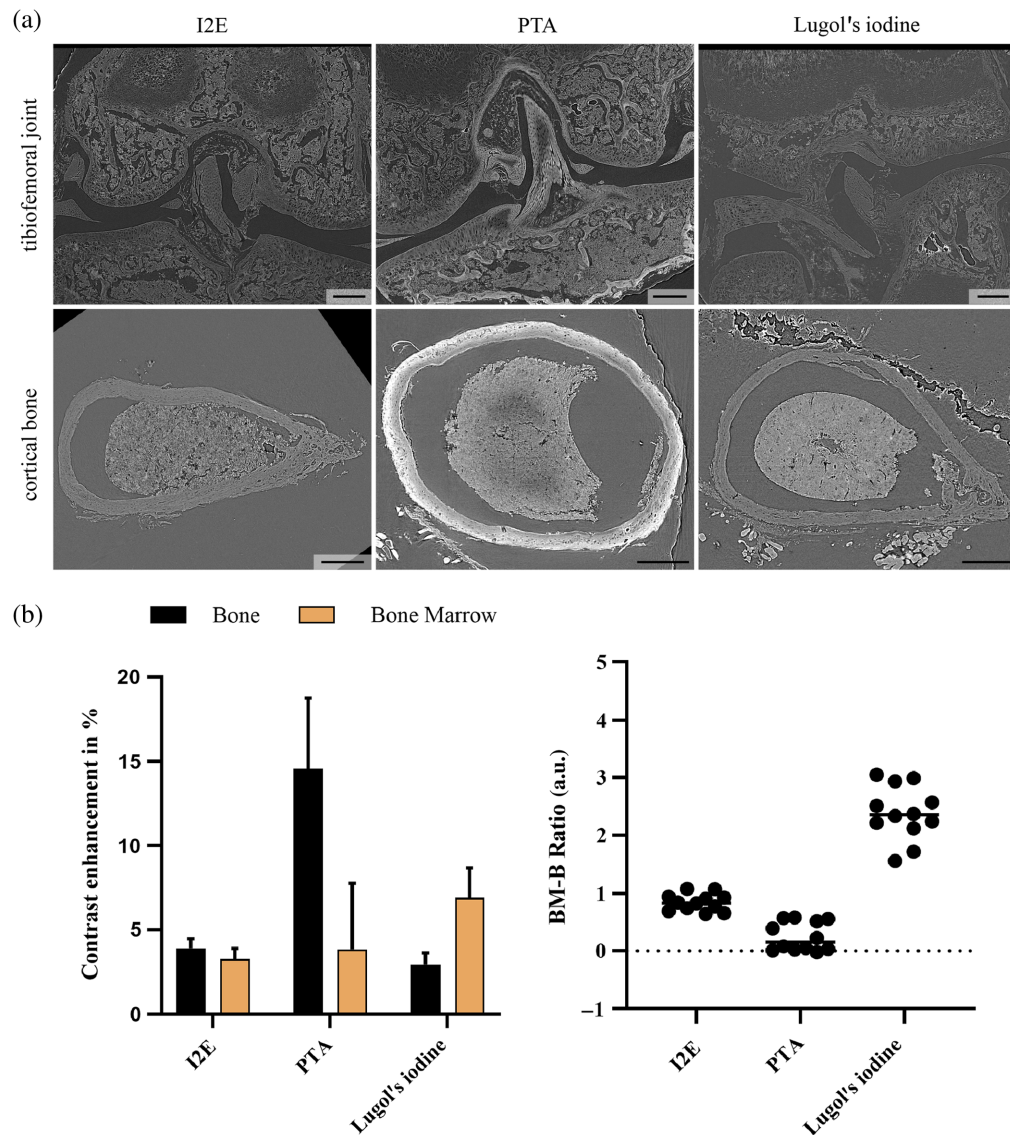 (a)
I2E PTA Lugol's iodine
tibiofemoral joint
cortical bone
(b)
Bone Bone Marrow
Contrast enhancement in %
20
15
10
5
0
I2E PTA Lugol's iodine
BM-B Ratio (a.u.)
5
4
3
2
1
0
−1
I2E PTA Lugol's iodine